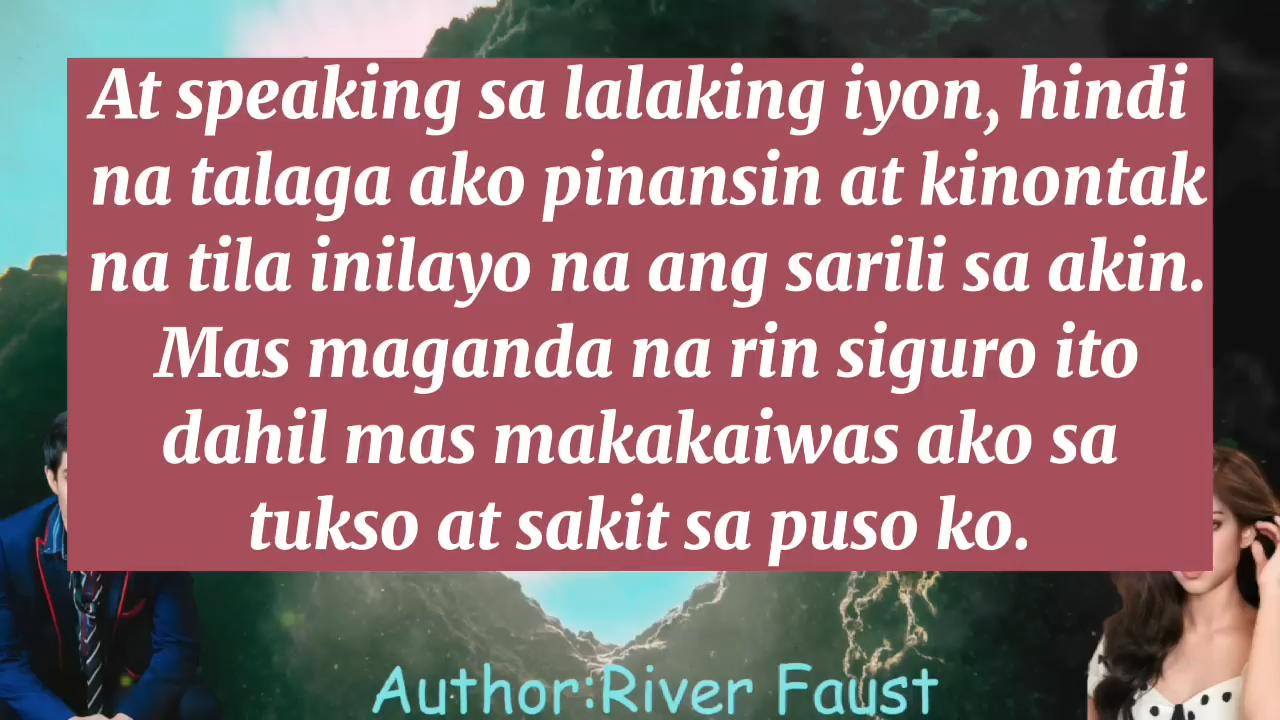 At speaking sa lalaking iyon, hindi
na talaga ako pinansin at kinontak
na tila inilayo na ang sarili sa akin.
Mas maganda na rin siguro ito
dahil mas makakaiwas ako sa
tukso at sakit sa puso ko.
Author:River Faust